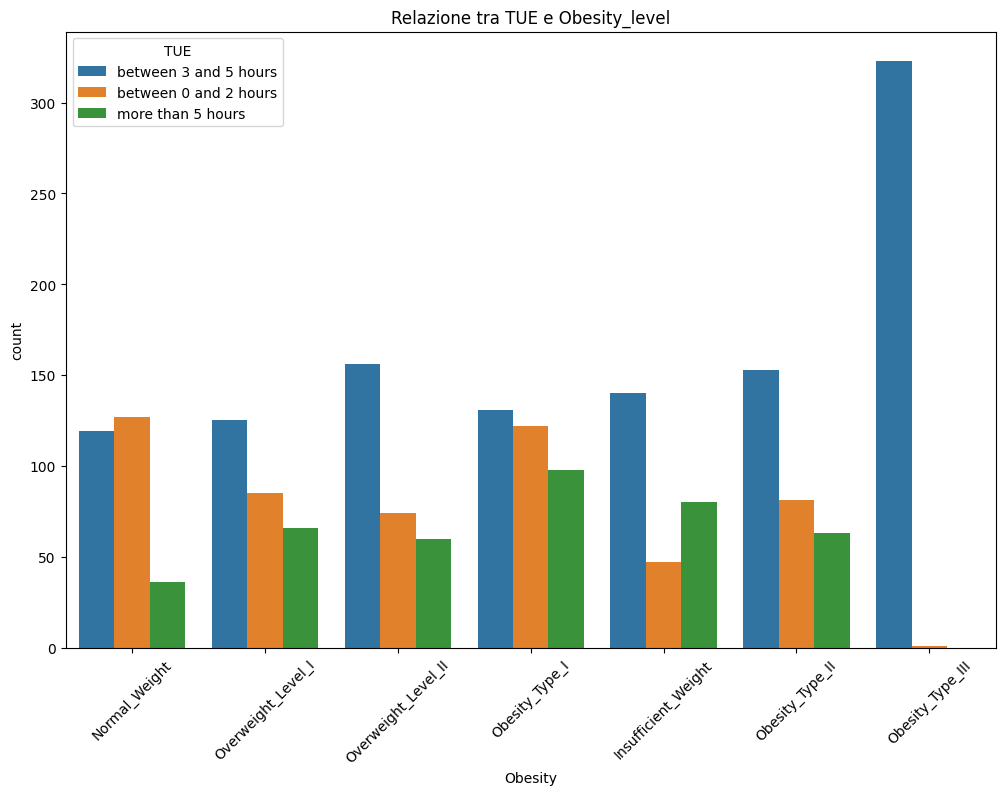 Relazione tra TUE e Obesity_level
TUE
between 3 and 5 hours
between 0 and 2 hours
more than 5 hours
count
300
250
200
150
100
50
0
Normal_Weight
Overweight_Level_I
Overweight_Level_II
Obesity_Type_I
Insufficient_Weight
Obesity_Type_II
Obesity_Type_III
Obesity